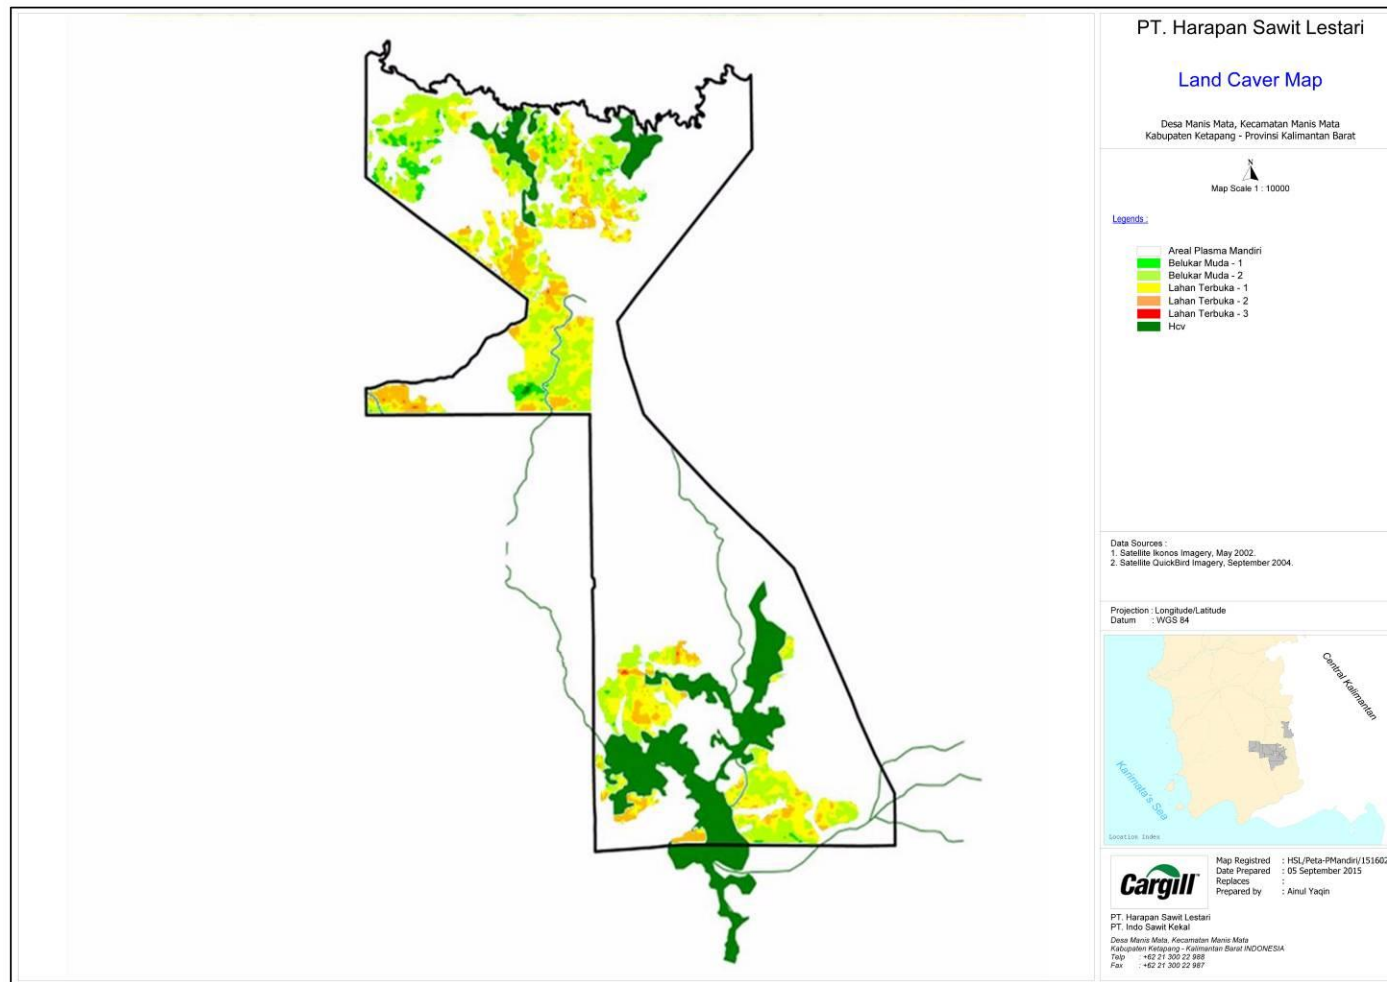 PT. Harapan Sawit Lestari
Land Caver Map
Desa Manis Mata, Kecamatan Manis Mata
Kabupaten Ketapang - Provinsi Kalimantan Barat
N
Map Scale 1 : 10000
Legends :
Areal Plasma Mandiri
Belukar Muda - 1
Belukar Muda - 2
Lahan Terbuka - 1
Lahan Terbuka - 2
Lahan Terbuka - 3
Hcv
Data Sources :
1. Satellite Ikonos Imagery, May 2002.
2. Satellite QuickBird Imagery, September 2004.
Projection : Longitude/Latitude
Datum : WGS 84
Central Kalimantan
Karimata's Sea
Location Index
Cargill
Map Registred : HSL/Peta-PMandiri/151602
Date Prepared : 05 September 2015
Replaces :
Prepared by : Ainul Yaqin
PT. Harapan Sawit Lestari
PT. Indo Sawit Kekal
Desa Manis Mata, Kecamatan Manis Mata
Kabupaten Ketapang - Kalimantan Barat INDONESIA
Telp : +62 21 300 22 988
Fax : +62 21 300 22 987